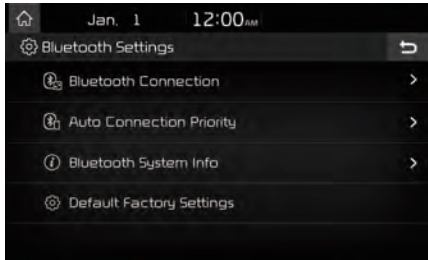 Jan. 1 12:00AM
Bluetooth Settings
Bluetooth Connection
Auto Connection Priority
Bluetooth System Info
Default Factory Settings